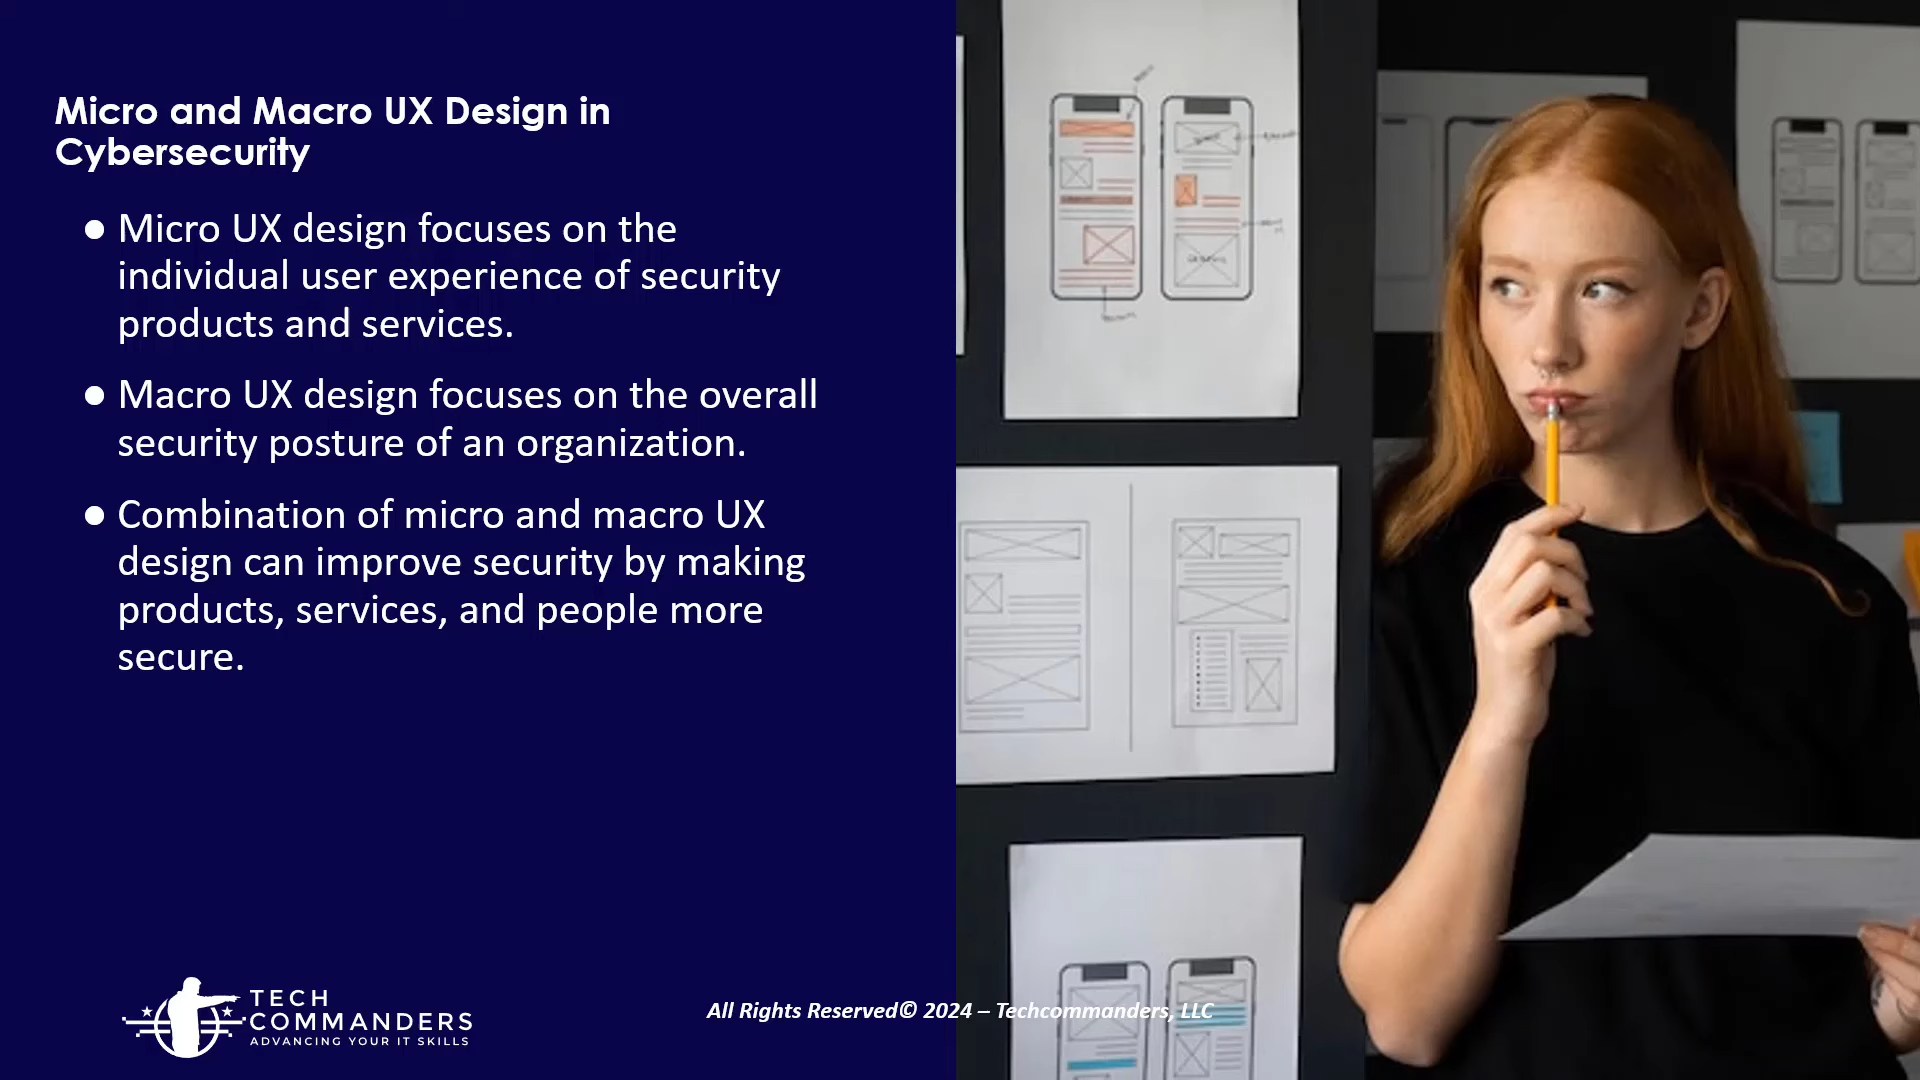 Micro and Macro UX Design in
Cybersecurity
● Micro UX design focuses on the
individual user experience of security
products and services.
● Macro UX design focuses on the overall
security posture of an organization.
● Combination of micro and macro UX
design can improve security by making
products, services, and people more
secure.
TECH
COMMANDERS
ADVANCING YOUR IT SKILLS
All Rights Reserved© 2024 – Techcommanders, LLC